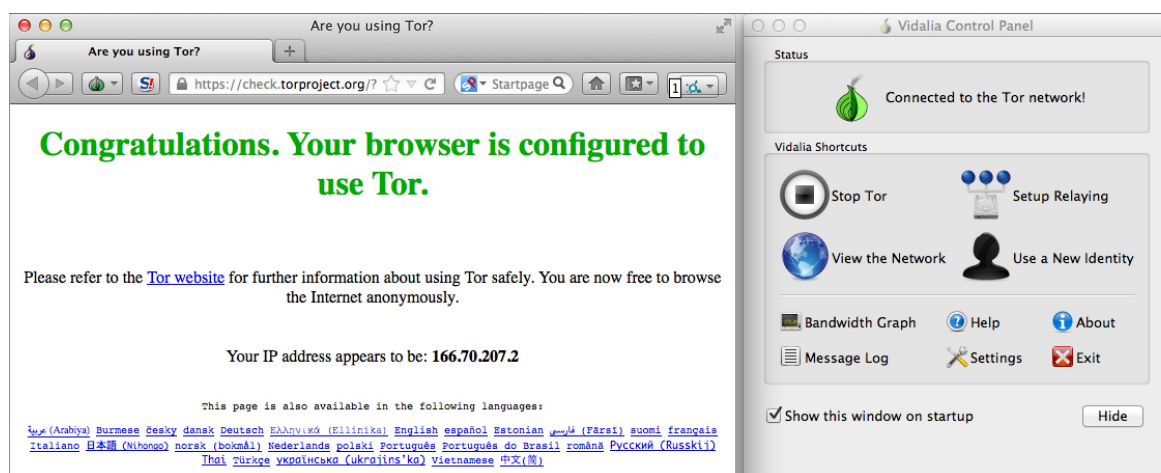 Are you using Tor?
Are you using Tor?
https://check.torproject.org/?
Startpage
1
Congratulations. Your browser is configured to
use Tor.
Please refer to the Tor website for further information about using Tor safely. You are now free to browse
the Internet anonymously.
Your IP address appears to be: 166.70.207.2
This page is also available in the following languages:
عربية (Arabiya) Burmese česky dansk Deutsch Ελληνικά (Ellinika) English español Estonian فارسی (Fārsī) suomi français
Italiano 日本語 (Nihongo) norsk (bokmål) Nederlands polski Português Português do Brasil română Русский (Russkij)
Thai Türkçe українська (ukrajins'ka) Vietnamese 中文(简)
Vidalia Control Panel
Status
Connected to the Tor network!
Vidalia Shortcuts
Stop Tor
Setup Relaying
View the Network
Use a New Identity
Bandwidth Graph
Help
About
Message Log
Settings
Exit
Show this window on startup
Hide